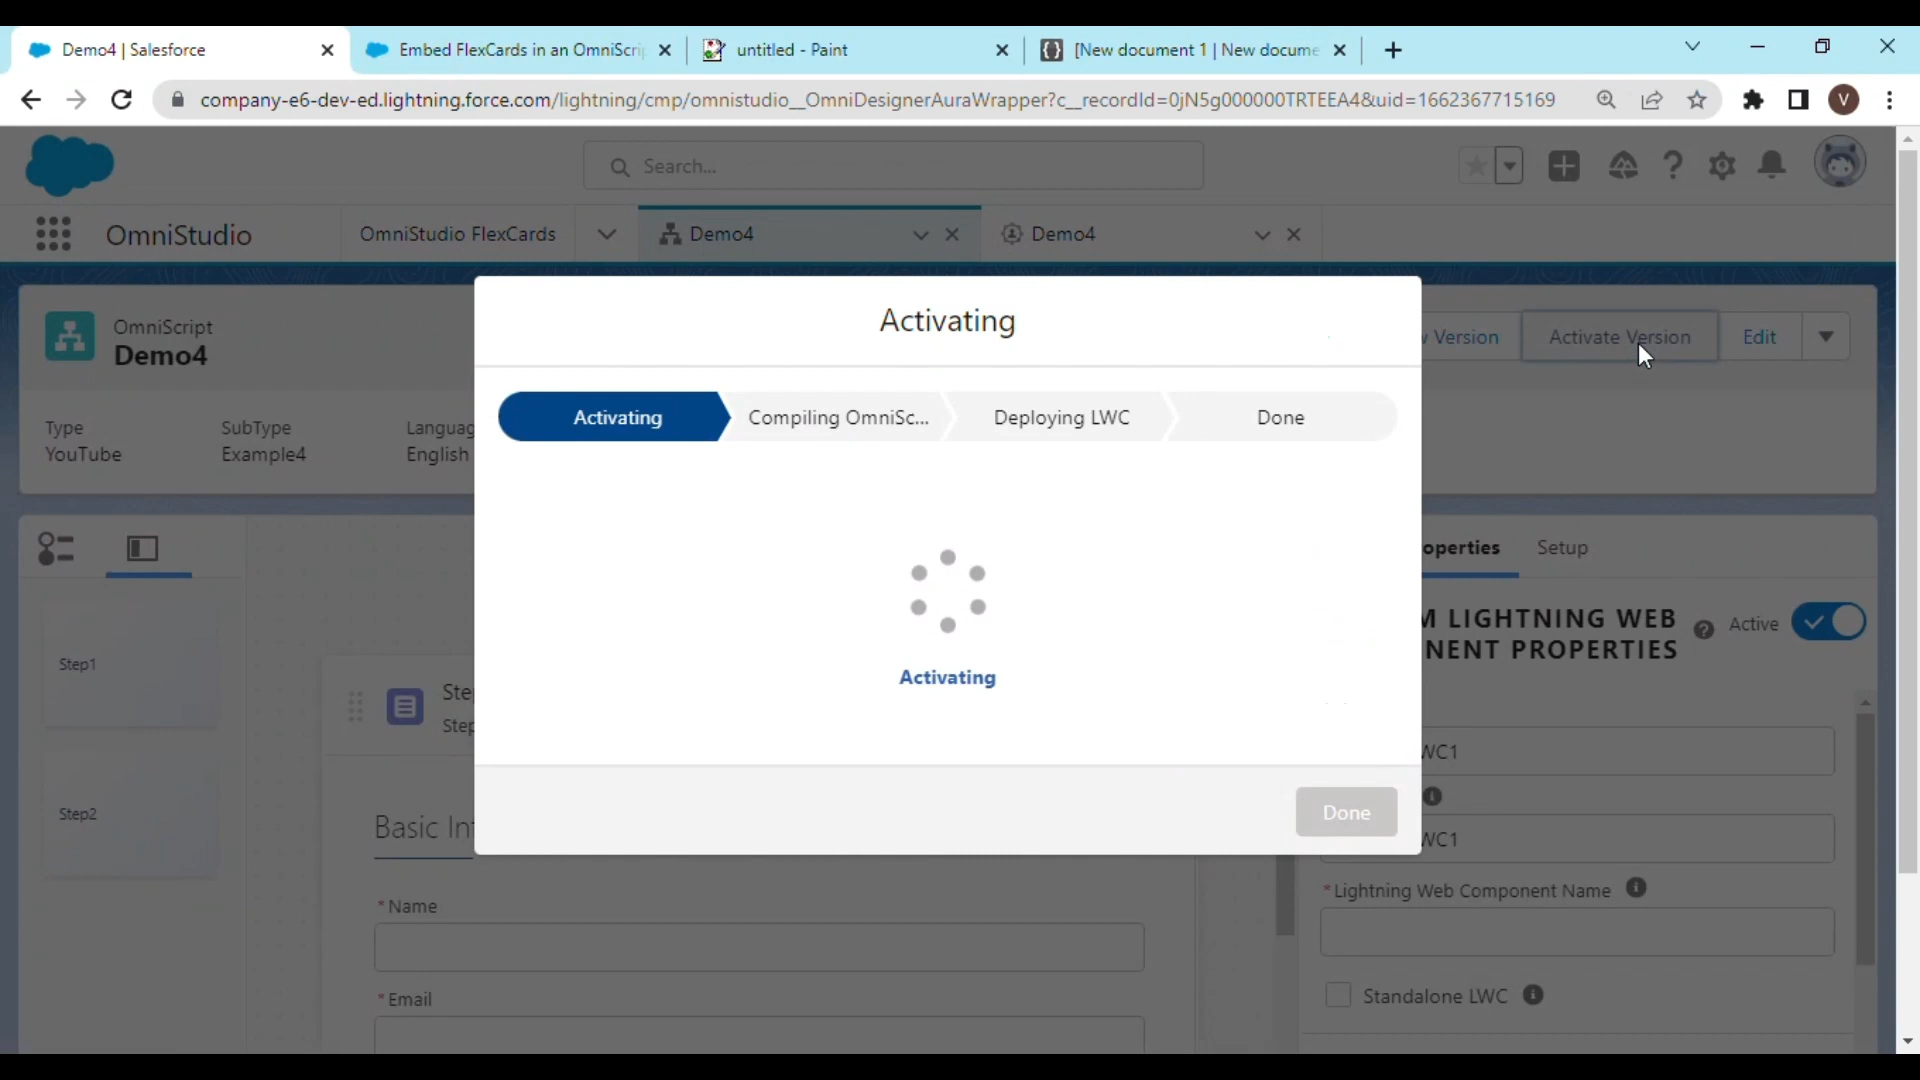 Demo4 | Salesforce
Embed FlexCards in an OmniScri
untitled - Paint
[New document 1 | New docume
company-e6-dev-ed.lightning.force.com/lightning/cmp/omnistudio__OmniDesignerAuraWrapper?c__recordId=0jN5g000000TRTEEA4&uid=1662367715169
V
Search...
OmniStudio
OmniStudio FlexCards
Demo4
Demo4
OmniScript
Demo4
Version
Activate Version
Edit
Type
YouTube
SubType
Example4
Languag
English
Activating
Activating
Compiling OmniSc...
Deploying LWC
Done
Activating
Done
operties
Setup
M LIGHTNING WEB
NENT PROPERTIES
Active
Step1
Step2
Ste
Step
WC1
WC1
Basic In
*Name
*Email
*Lightning Web Component Name
Standalone LWC